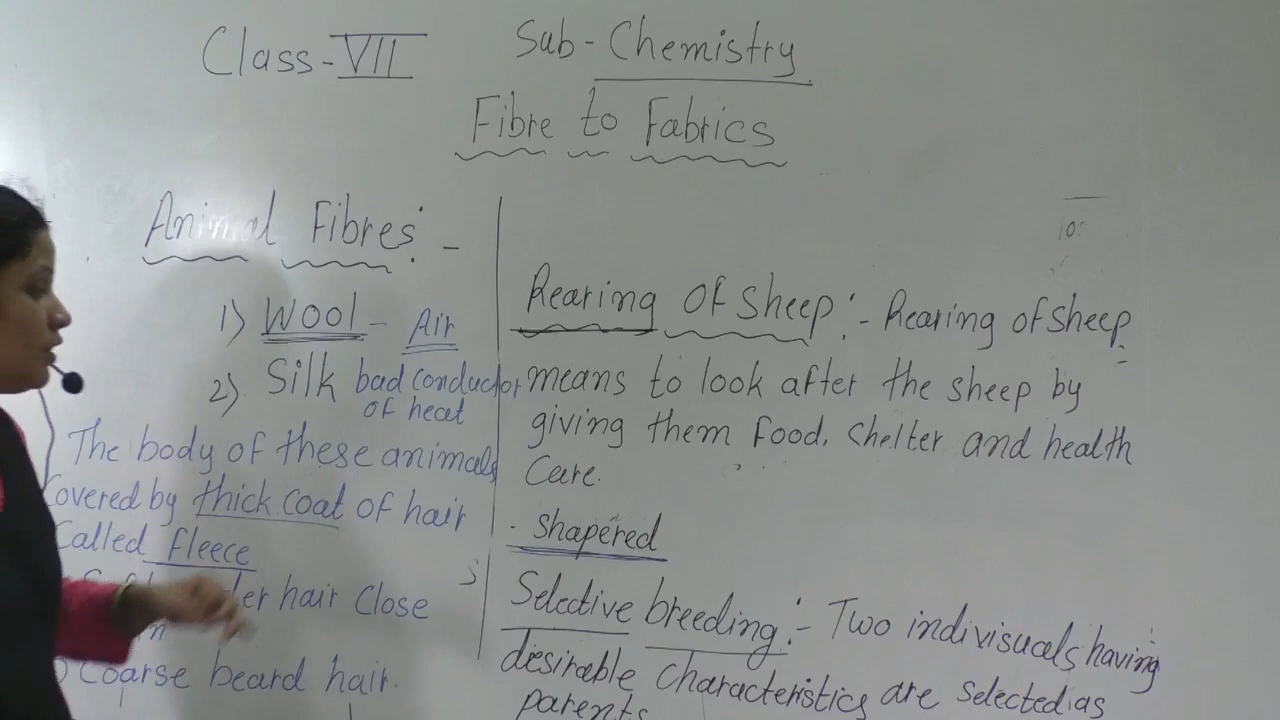 Class-VII Sub-Chemistry
Fibre to Fabrics
Animal Fibres: -
1) Wool - Air
2) Silk bad conductor
of heat
The body of these animals
Covered by thick coat of hair
Called fleece
hair Close
Coarse beard hair.
Rearing Of Sheep :- Rearing of sheep
means to look after the sheep by
giving them food, shelter and health
Care.
. Shapered
Selective breeding :- Two indivisuals having
desirable characteristics are selected as
parents